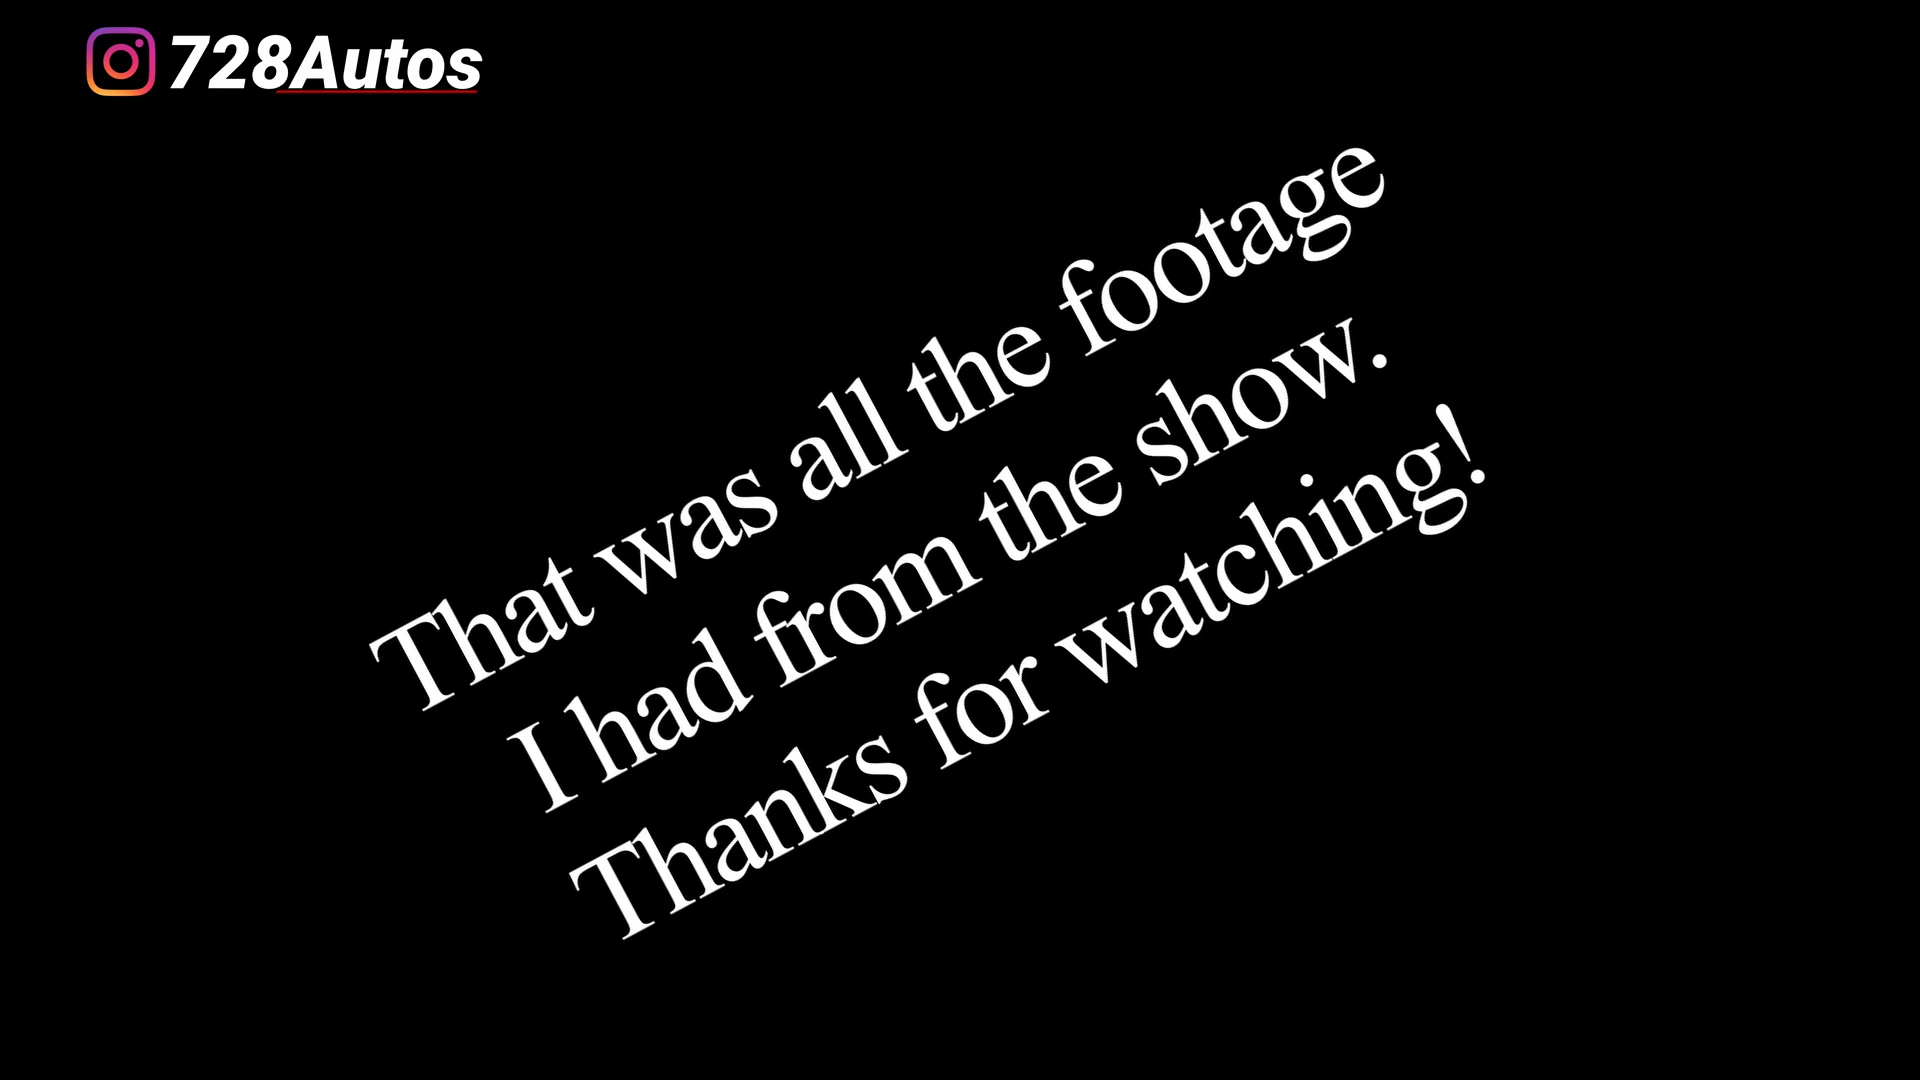 728Autos
That was all the footage
I had from the show.
Thanks for watching!